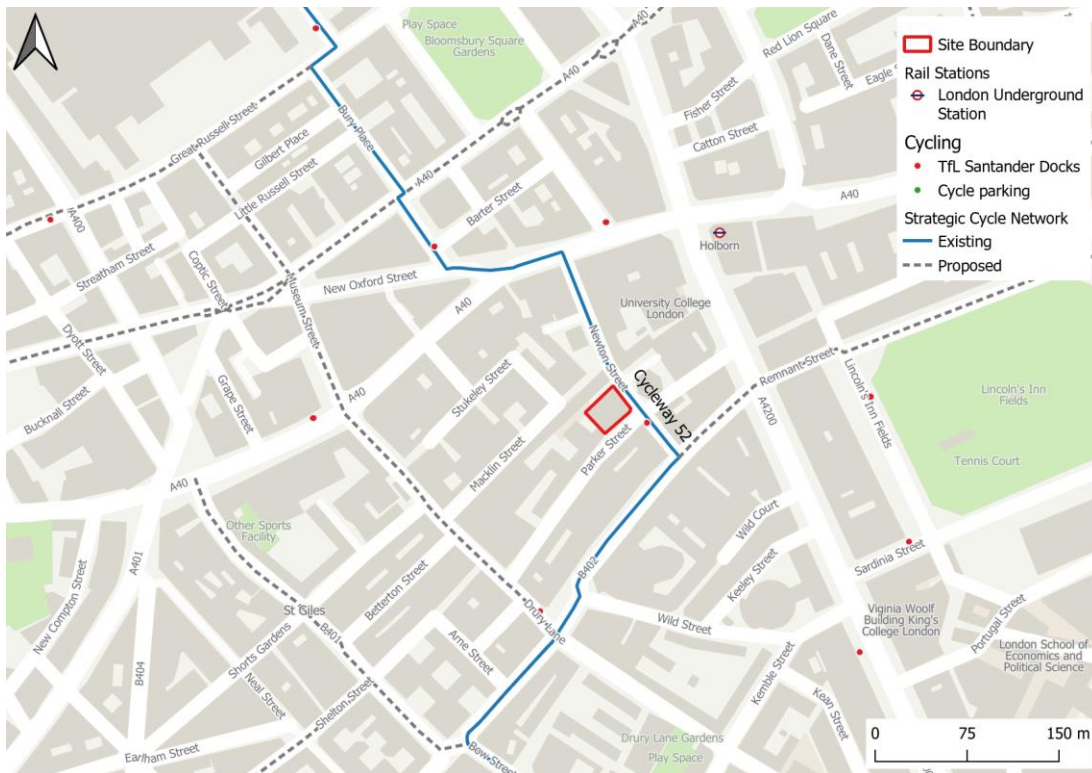 Play Space
Bloomsbury Square
Gardens
A40
Red Lion Square
Dane Street
Eagle S
Site Boundary
Rail Stations
London Underground
Station
Cycling
TfL Santander Docks
Cycle parking
Strategic Cycle Network
Existing
Proposed
A40
Fisher Street
Catton Street
Great Russell Street
Gilbert Place
Bury Place
Little Russell Street
A40
Barter Street
A40
A400
Streatham Street
Coptic Street
Museum Street
New Oxford Street
A40
Holborn
University College
London
Newton Street
Cycleway 52
Remnant Street
Lincoln's Inn Fields
Lincoln's Inn
Fields
Tennis Court
Dyott Street
Bucknall Street
Grape Street
A40
Stukeley Street
Macklin Street
Parker Street
A4200
A40
Other Sports
Facility
A401
New Compton Street
B404
St Giles
Shorts Gardens
Betterton Street
B401
Neal Street
Shelton Street
Earlham Street
Arne Street
Drury Lane
B402
Bow Street
Wild Court
Keeley Street
Wild Street
Kemble Street
Kean Street
Sardinia Street
Portugal Street
Viginia Woolf
Building King's
College London
London School of
Economics and
Political Science
Drury Lane Gardens
Play Space
0 75 150 m